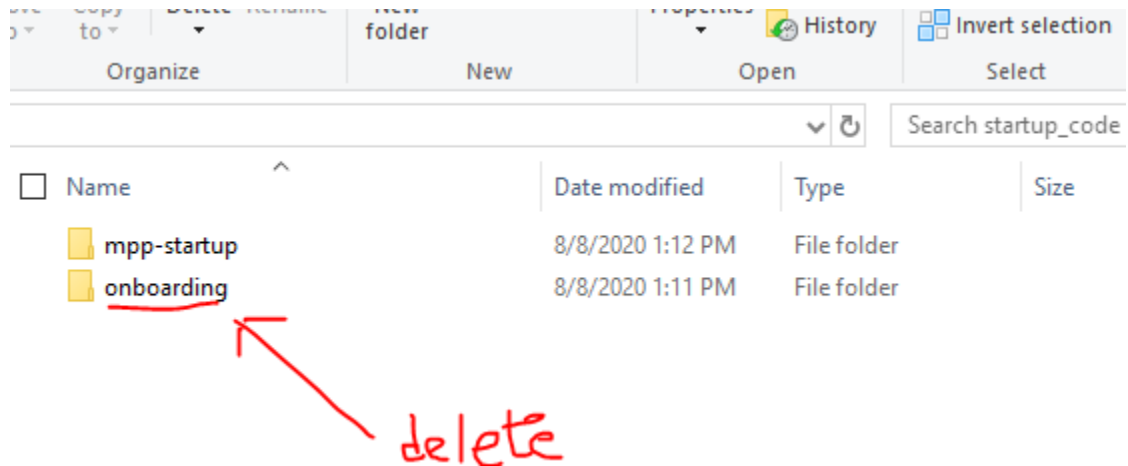 to
folder
History
Invert selection
Organize
New
Open
Select
Search startup_code
Name
Date modified
Type
Size
mpp-startup
8/8/2020 1:12 PM
File folder
onboarding
8/8/2020 1:11 PM
File folder
delete